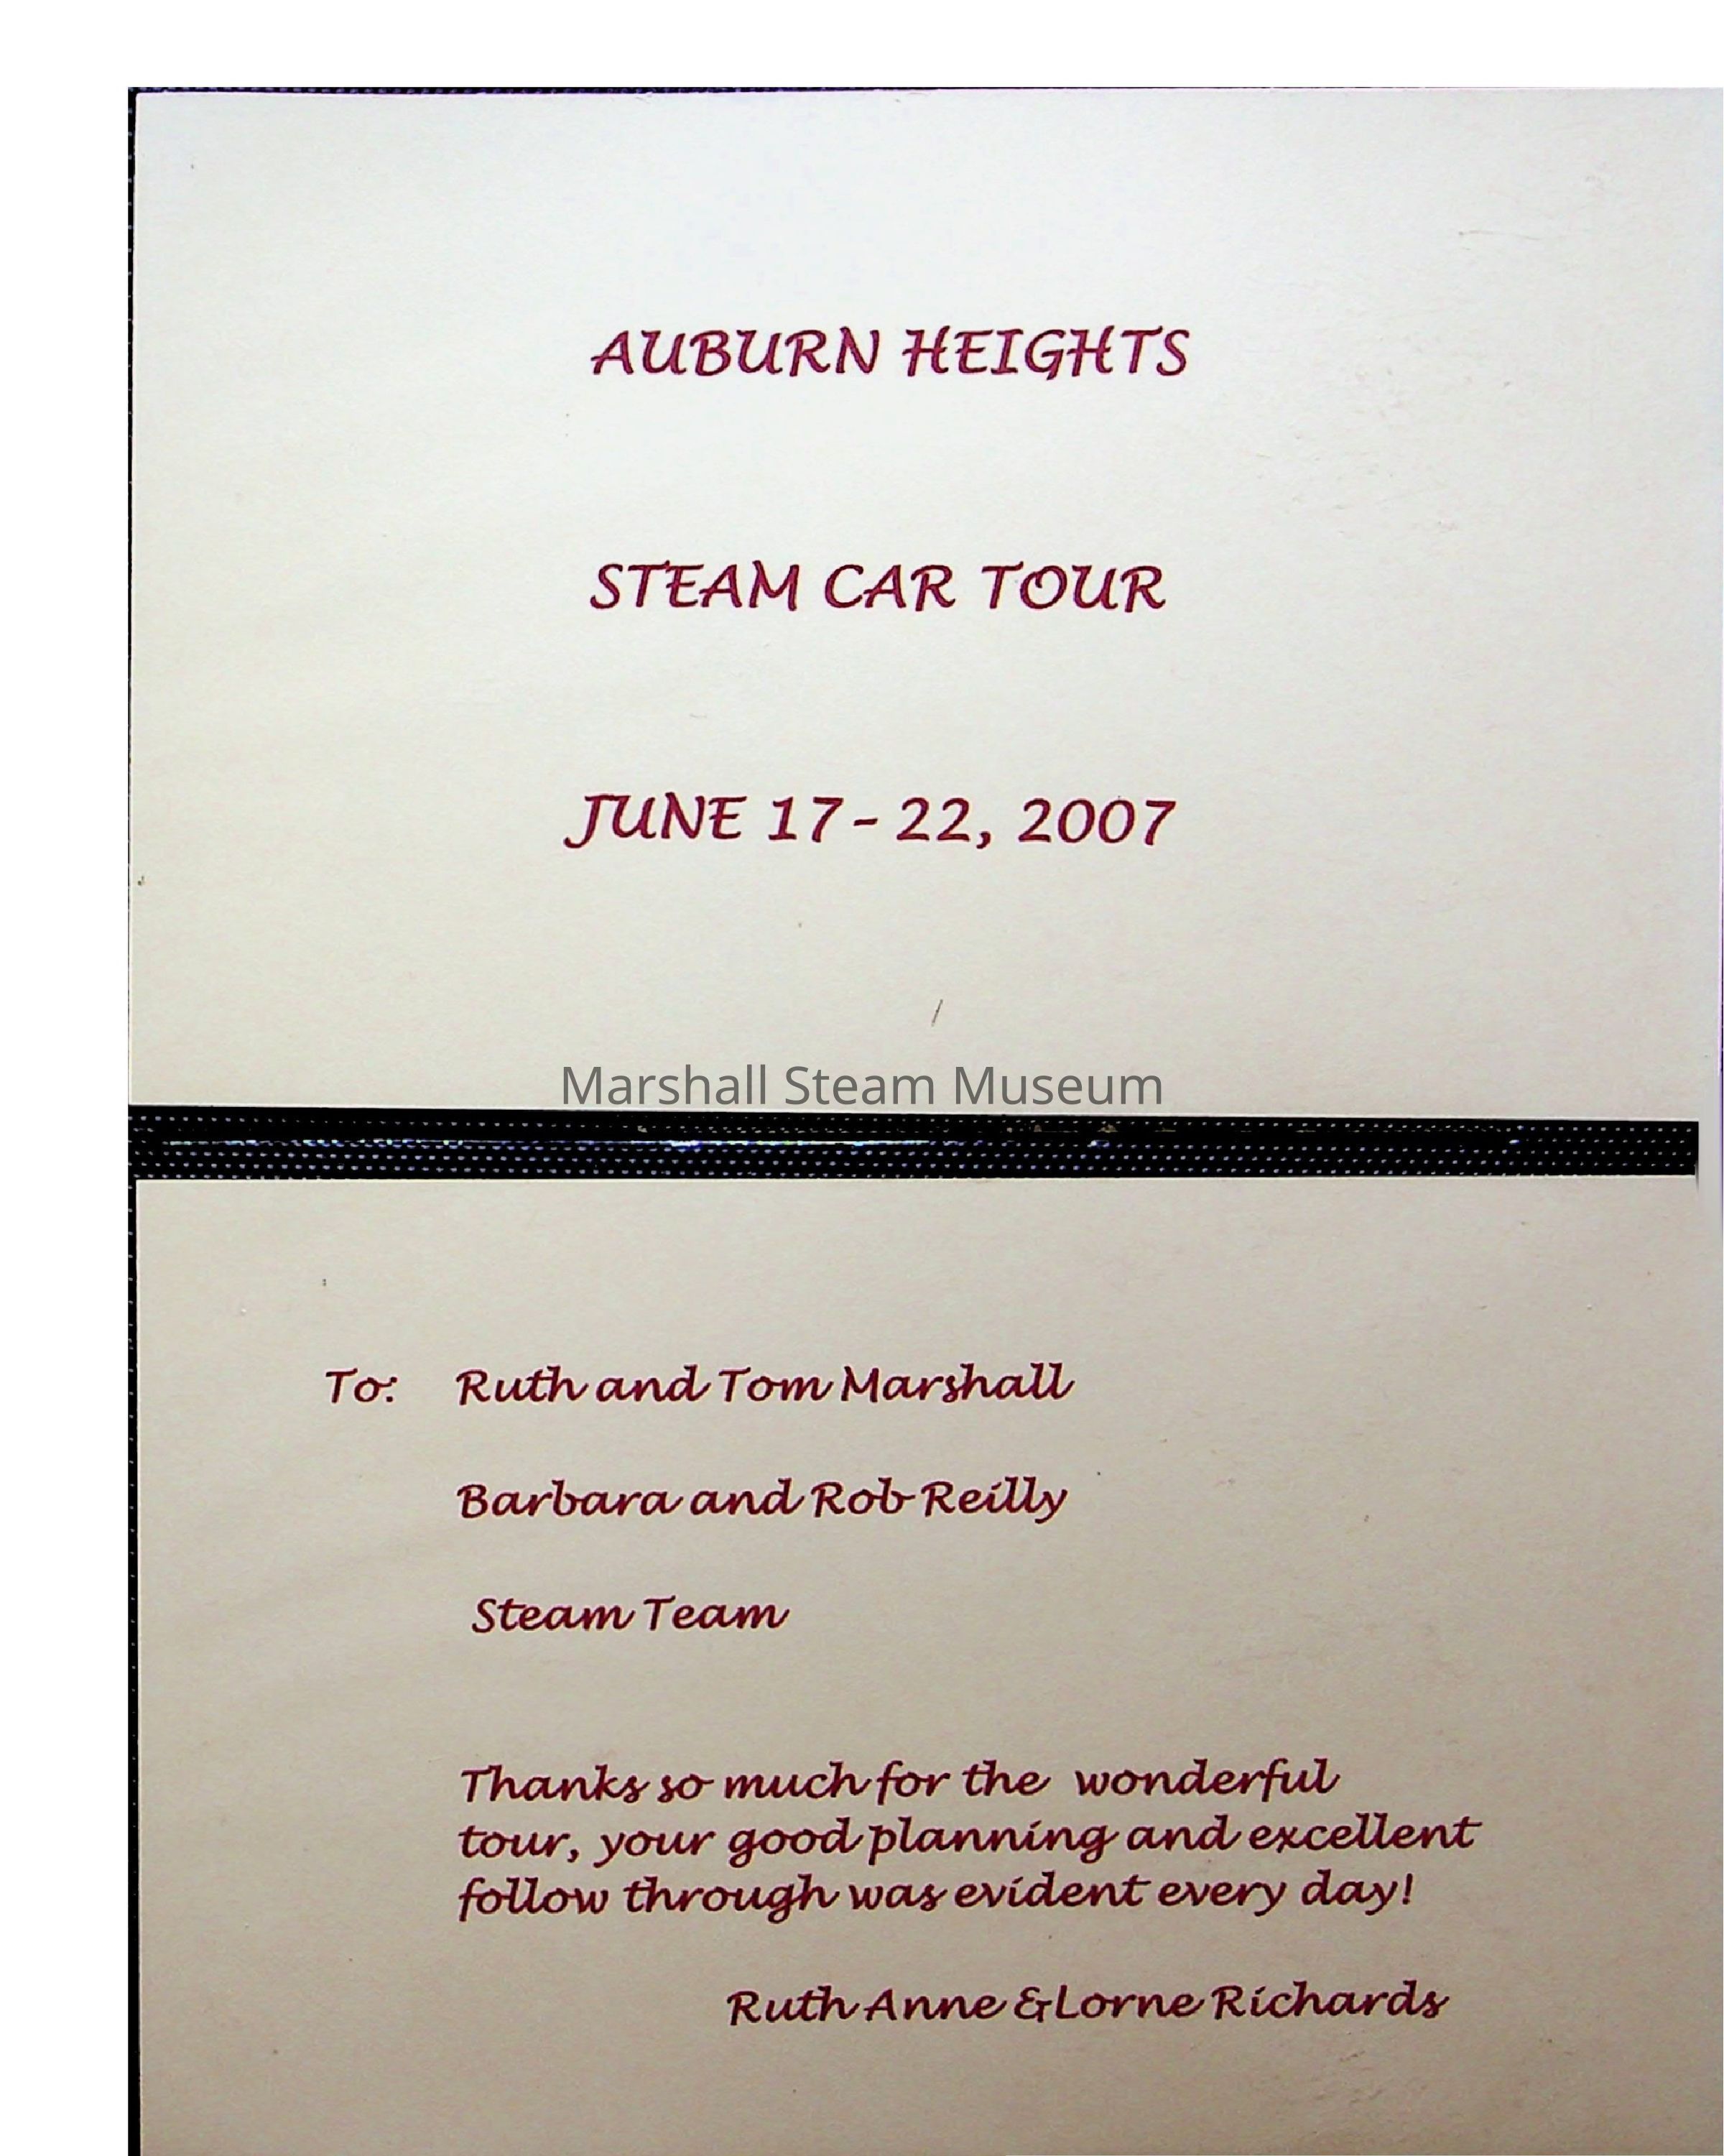 AUBURN HEIGHTS
STEAM CAR TOUR
JUNE 17 - 22, 2007
Marshall Steam Museum
To: Ruth and Tom Marshall
Barbara and Rob Reilly
Steam Team
Thanks so much for the wonderful
tour, your good planning and excellent
follow through was evident every day!
Ruth Anne & Lorne Richards